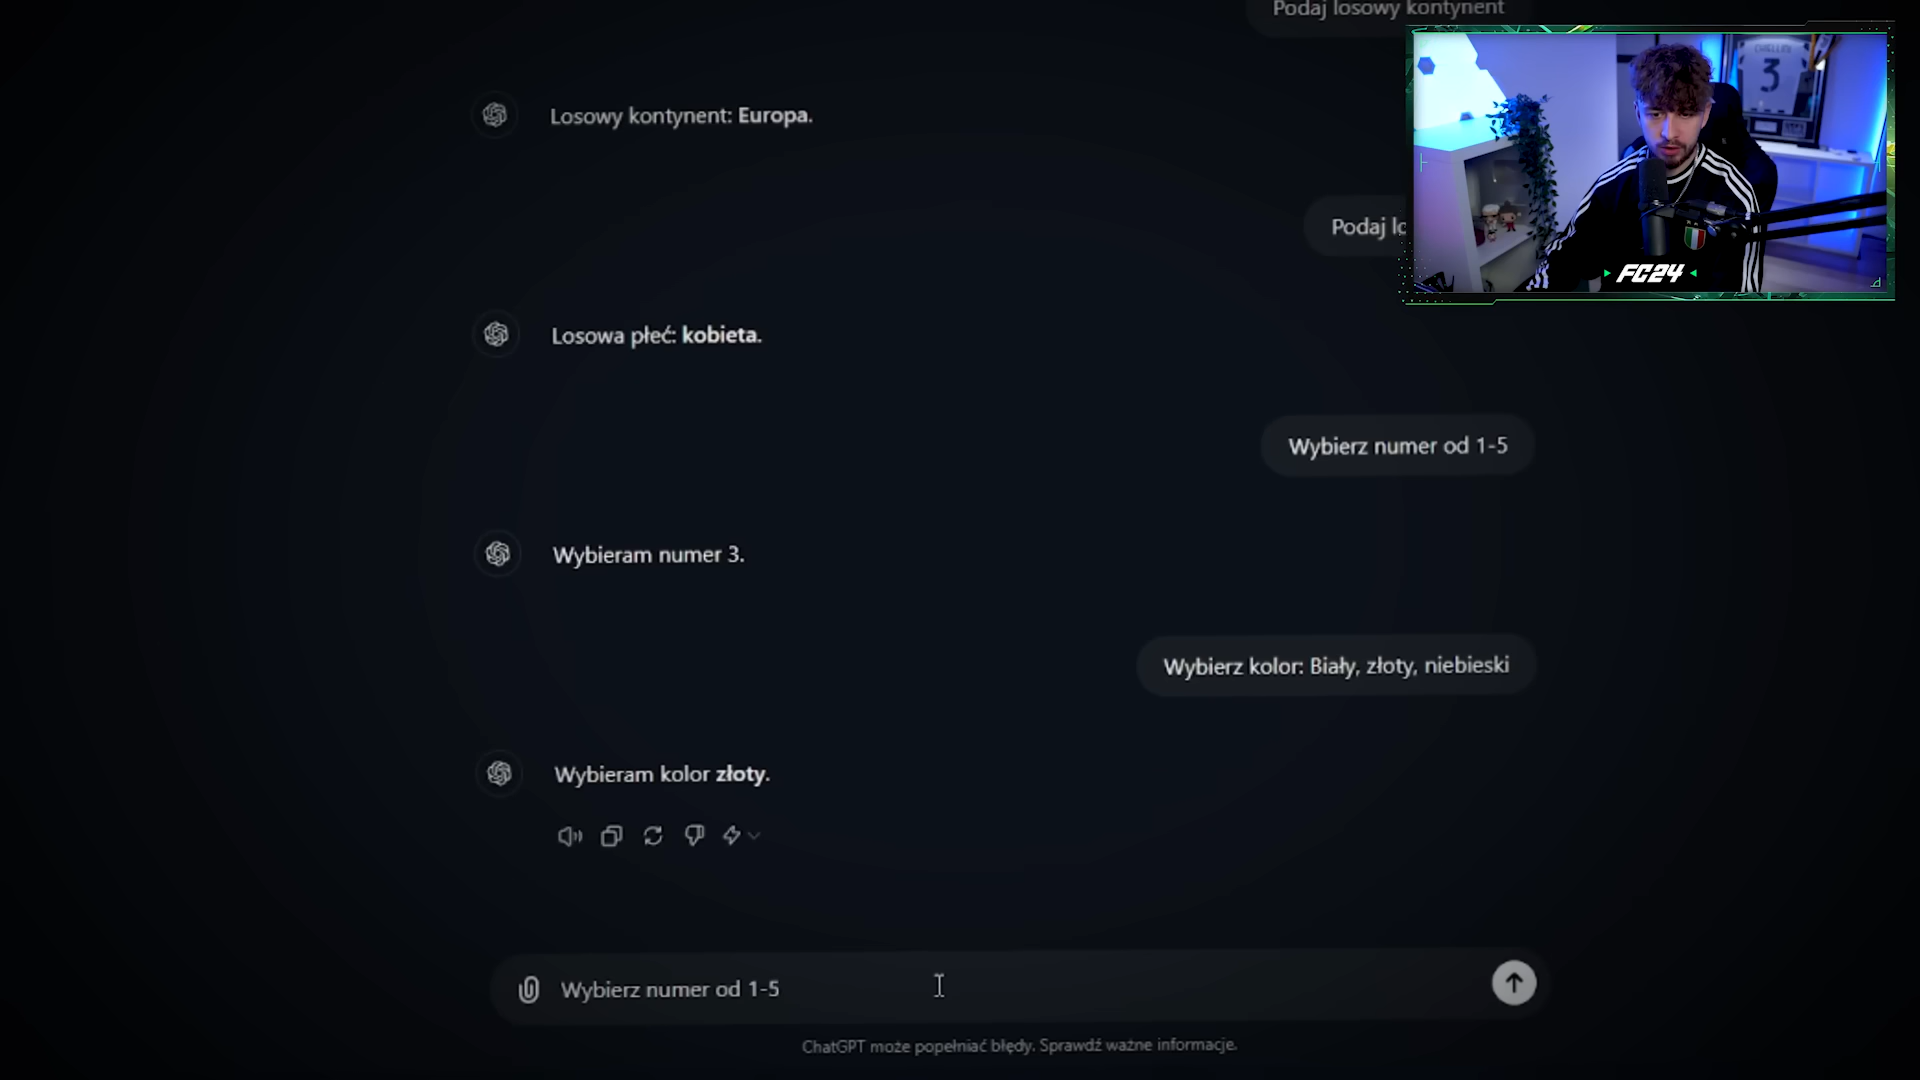 Podaj losowy kontynent
Losowy kontynent: Europa.
Podaj
Losowa płeć: kobieta.
Wybierz numer od 1-5
Wybieram numer 3.
Wybierz kolor: Biały, złoty, niebieski
Wybieram kolor złoty.
Wybierz numer od 1-5
ChatGPT może popełniać błędy. Sprawdź ważne informacje.
CHIELLINI
3
FC24